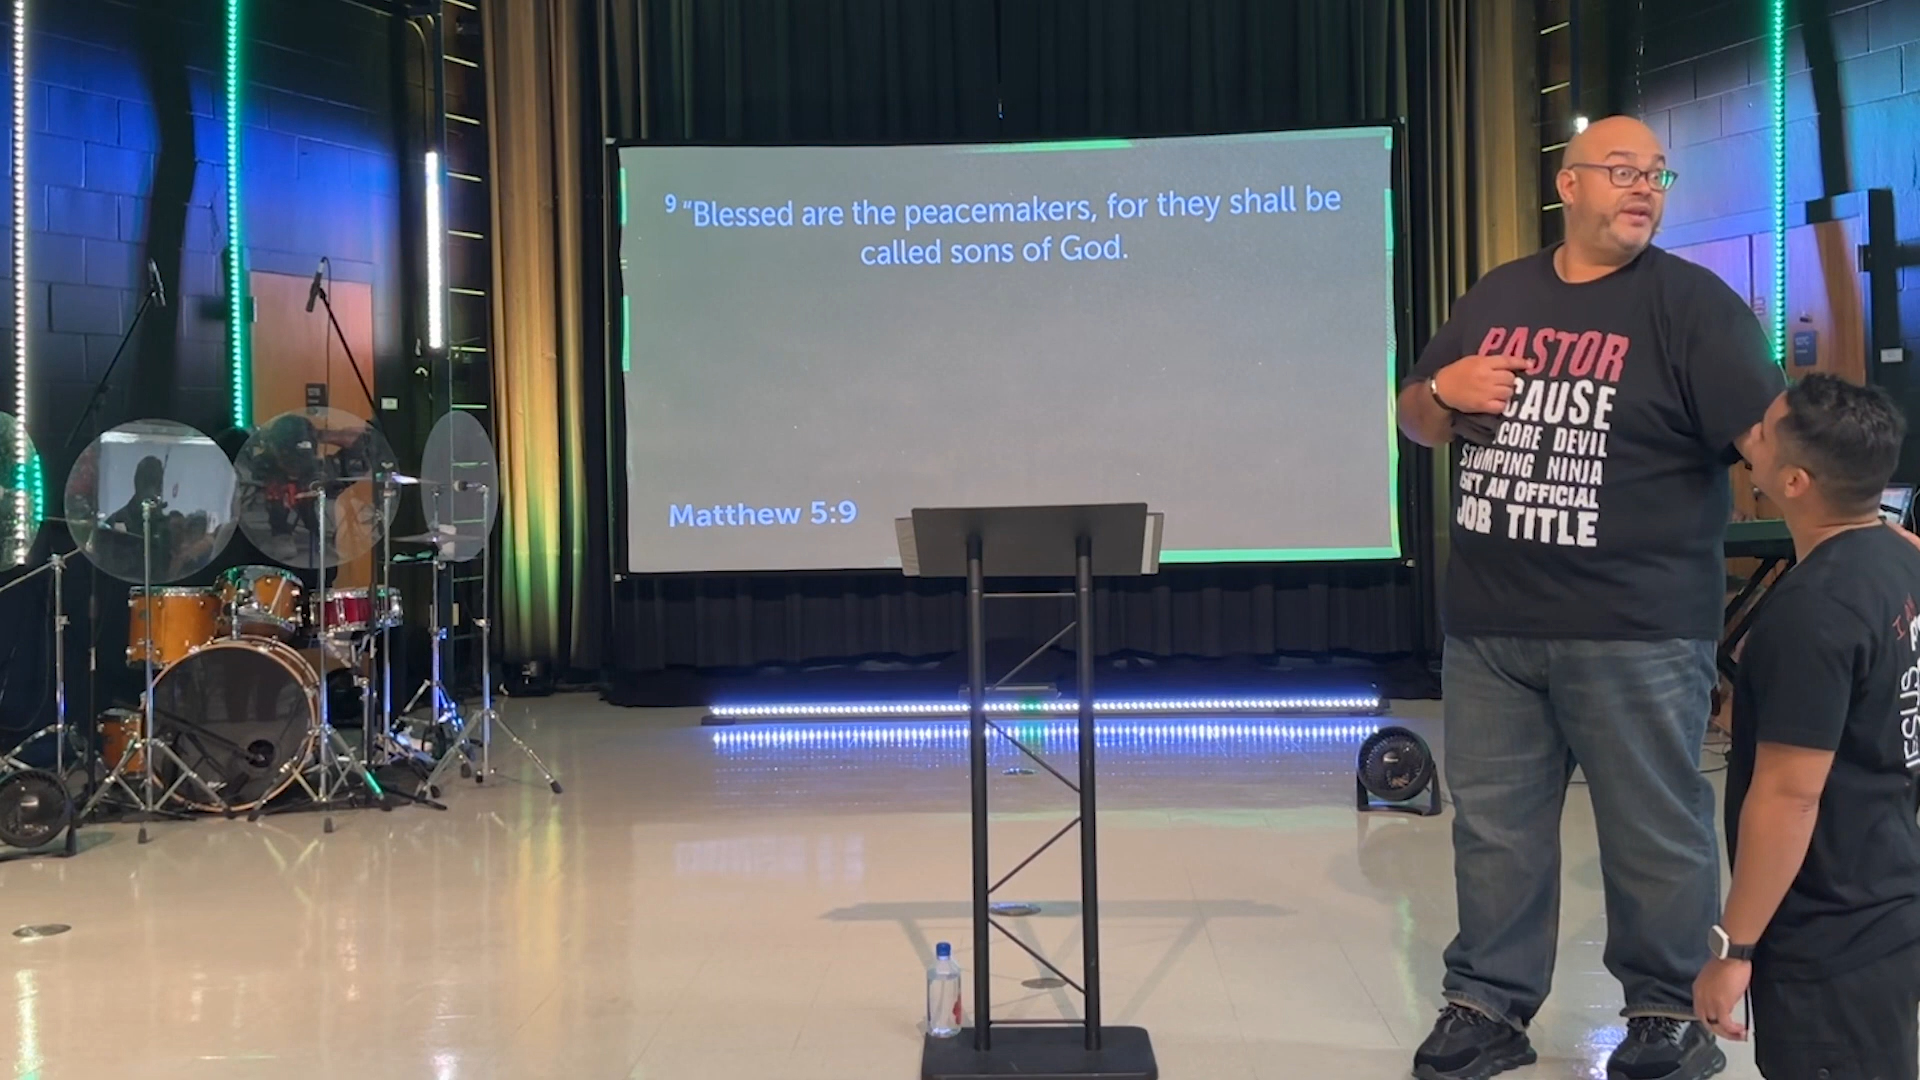 9 "Blessed are the peacemakers, for they shall be
called sons of God.
Matthew 5:9
PASTOR
CAUSE
CORE DEVIL
STOMPING NINJA
ISN'T AN OFFICIAL
JOB TITLE
I
JESUS